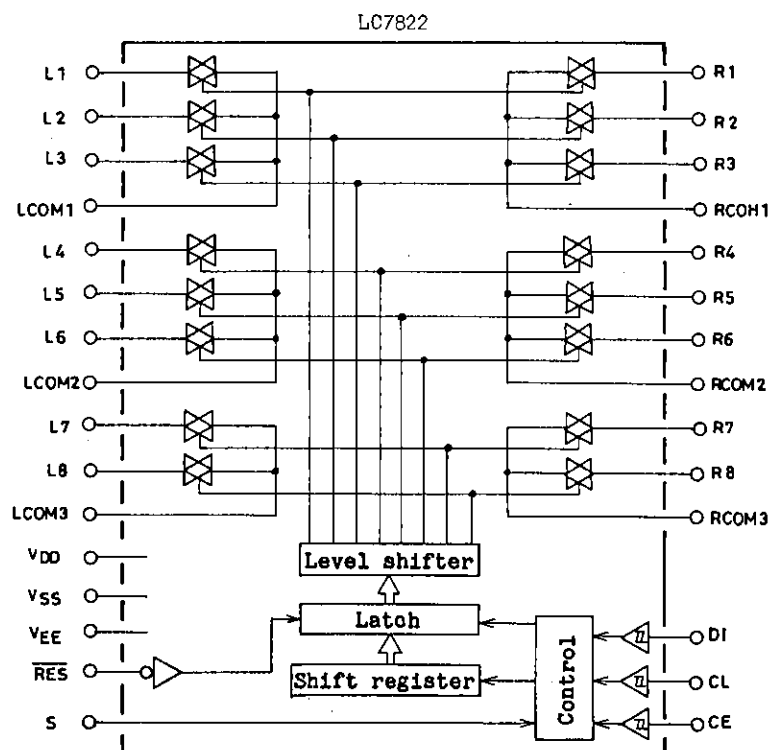 LC7822
L1
R1
L2
R2
L3
R3
LCOM1
RCOH1
L4
R4
L5
R5
L6
R6
LCOM2
RCOM2
L7
R7
L8
R8
LCOM3
RCOM3
VDD
Level shifter
VSS
Latch
VEE
DI
RES
Shift register
Control
CL
S
CE